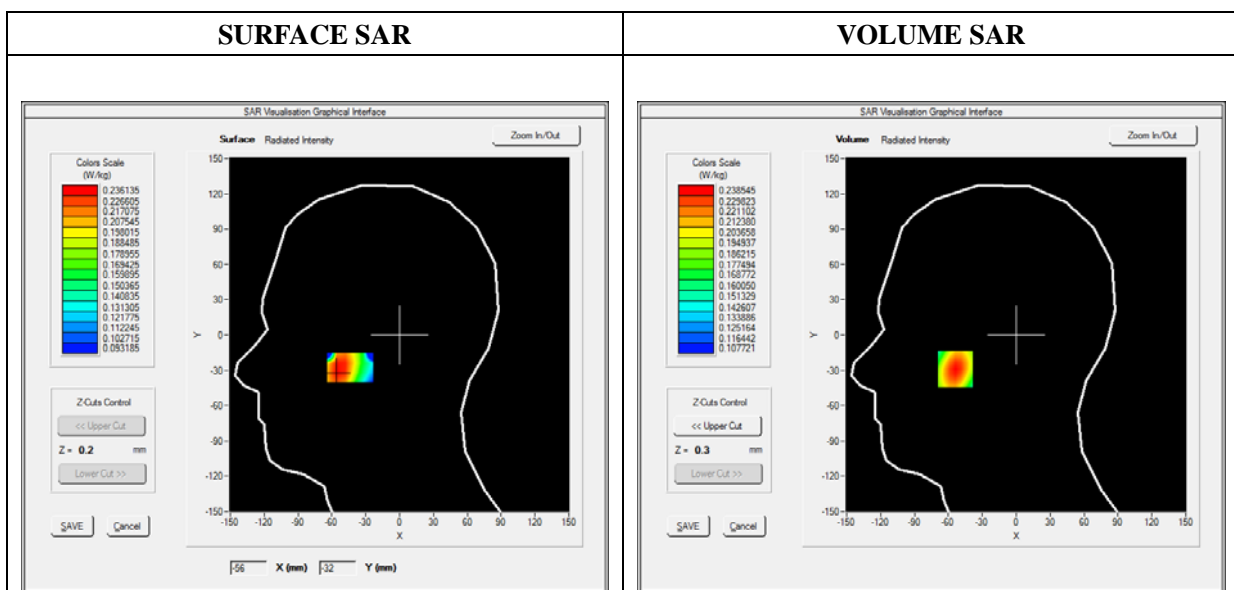 SURFACE SAR
VOLUME SAR
SAR Visualisation Graphical Interface
Surface Radiated Intensity
Zoom In/Out
Colors Scale
(W/kg)
0.236135
0.226605
0.217075
0.207545
0.198015
0.188485
0.178955
0.169425
0.159895
0.150365
0.140835
0.131305
0.121775
0.112245
0.102715
0.093185
Z-Cuts Control
<< Upper Cut
Z = 0.2 mm
Lower Cut >>
SAVE Cancel
150
120
90
60
30
0
-30
-60
-90
-120
-150
Y
-150 -120 -90 -60 -30 0 30 60 90 120 150
X
-56 X (mm) -32 Y (mm)
SAR Visualisation Graphical Interface
Volume Radiated Intensity
Zoom In/Out
Colors Scale
(W/kg)
0.238545
0.229823
0.221102
0.212380
0.203658
0.194937
0.186215
0.177494
0.168772
0.160050
0.151329
0.142607
0.133886
0.125164
0.116442
0.107721
Z-Cuts Control
<< Upper Cut
Z = 0.3 mm
Lower Cut >>
SAVE Cancel
150
120
90
60
30
0
-30
-60
-90
-120
-150
Y
-150 -120 -90 -60 -30 0 30 60 90 120 150
X